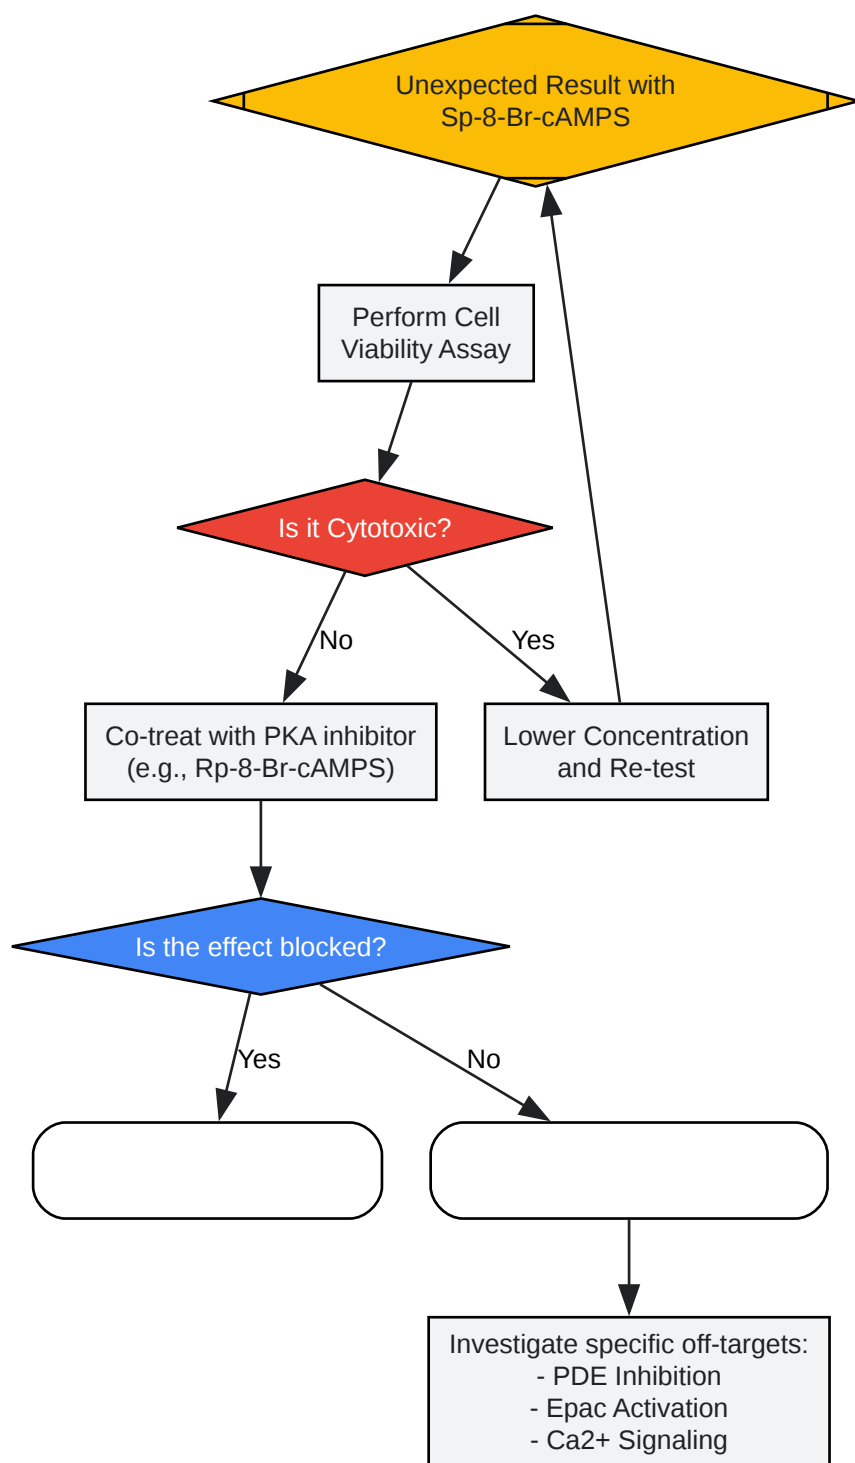 Unexpected Result with
Sp-8-Br-cAMPS
Perform Cell
Viability Assay
Is it Cytotoxic?
No
Yes
Co-treat with PKA inhibitor
(e.g., Rp-8-Br-cAMPS)
Lower Concentration
and Re-test
Is the effect blocked?
Yes
No
Investigate specific off-targets:
- PDE Inhibition
- Epac Activation
- Ca2+ Signaling